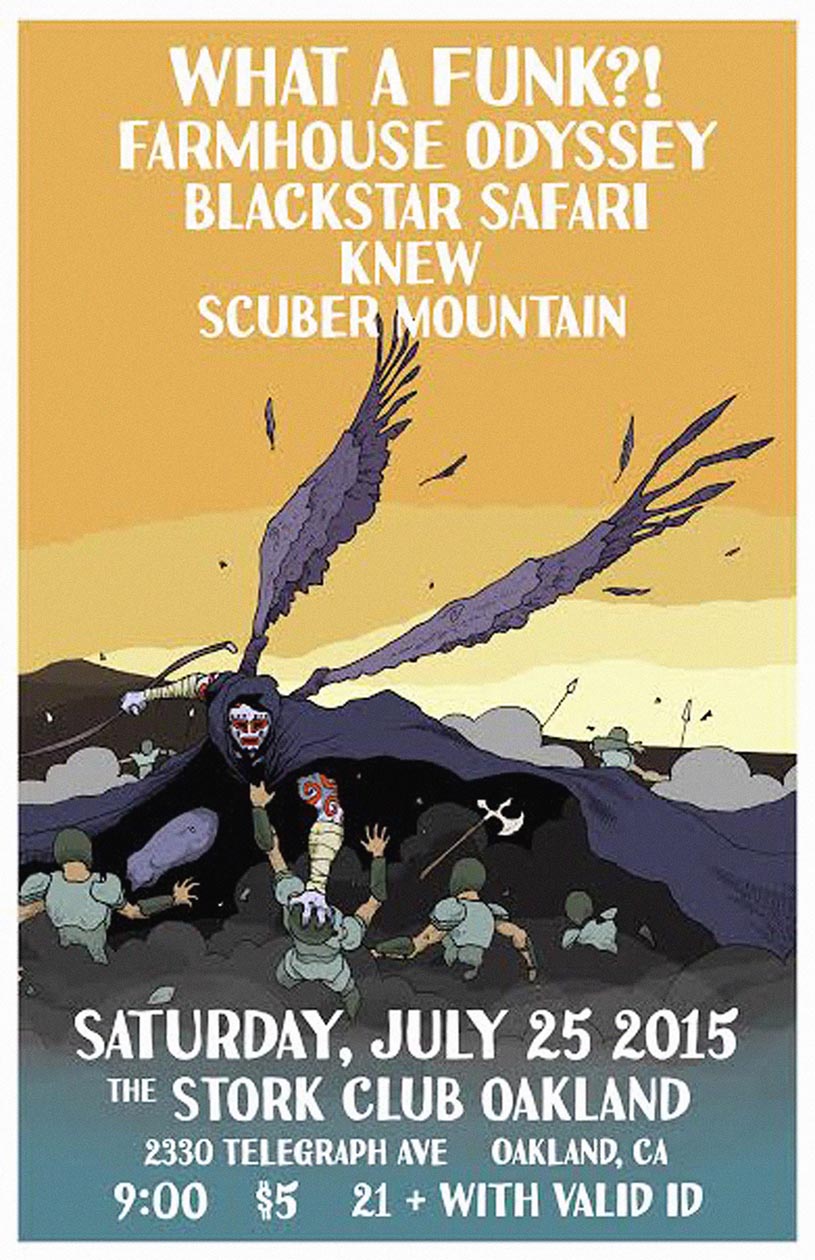 WHAT A FUNK?!
FARMHOUSE ODYSSEY
BLACKSTAR SAFARI
KNEW
SCUBER MOUNTAIN
SATURDAY, JULY 25 2015
THE STORK CLUB OAKLAND
2330 TELEGRAPH AVE OAKLAND, CA
9:00 $5 21 + WITH VALID ID